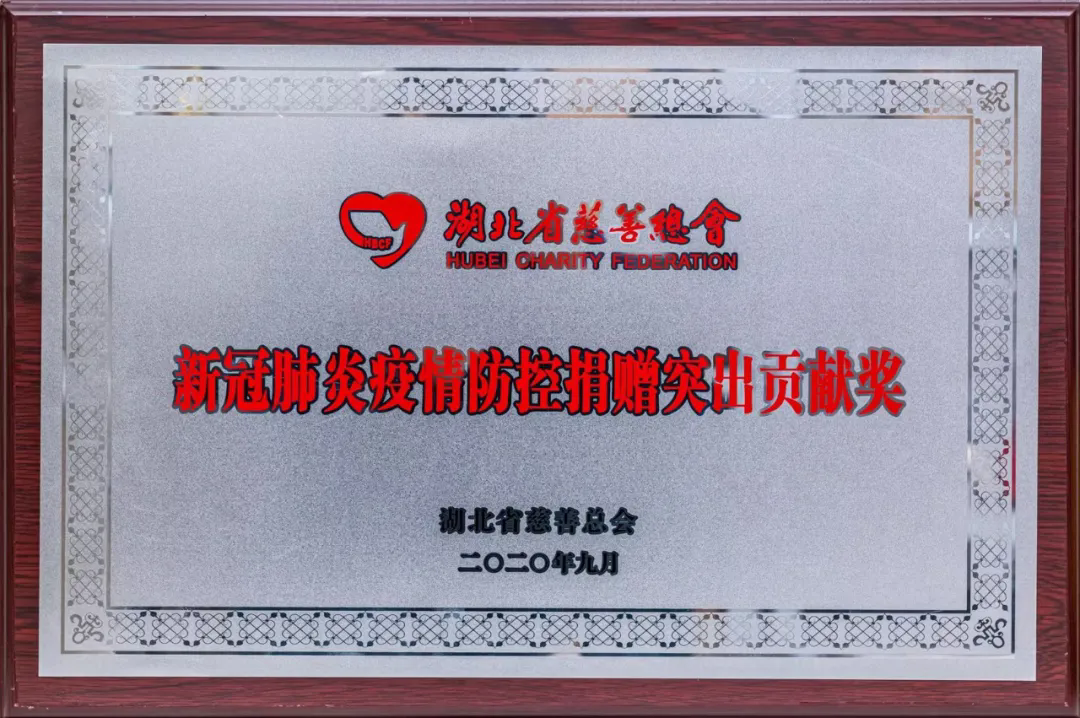 湖北省慈善總會
HBCF
HUBEI CHARITY FEDERATION
新冠肺炎疫情防控捐赠突出贡献奖
湖北省慈善总会
二〇二〇年九月